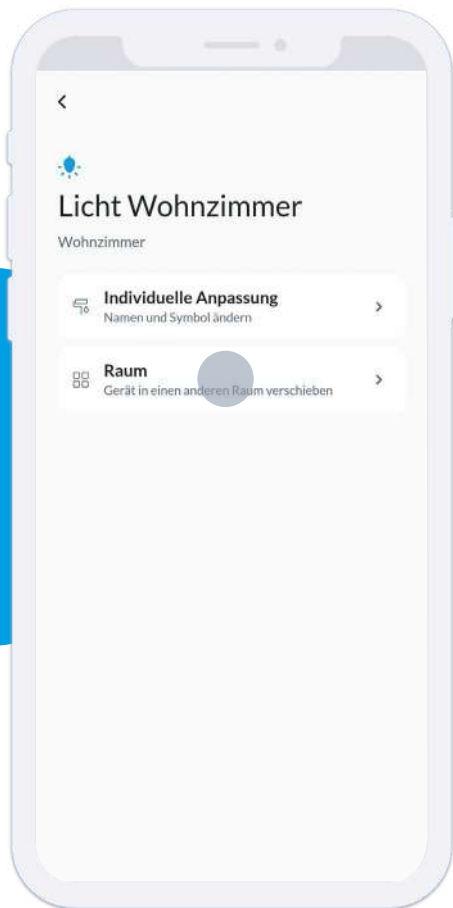 Licht Wohnzimmer
Wohnzimmer
Individuelle Anpassung
Namen und Symbol ändern
Raum
Gerät in einen anderen Raum verschieben